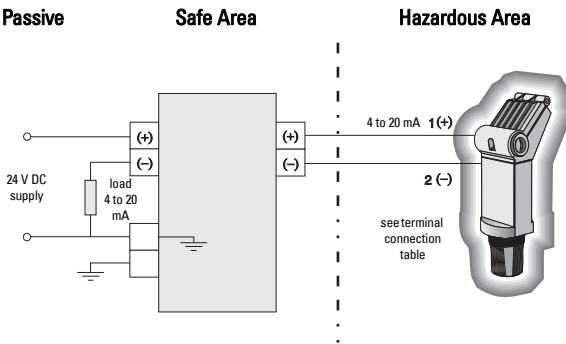 Passive
Safe Area
Hazardous Area
(+)
(+)
4 to 20 mA
1(+)
(−)
(−)
24 V DC
supply
load
4 to 20
mA
2 (−)
see terminal
connection
table